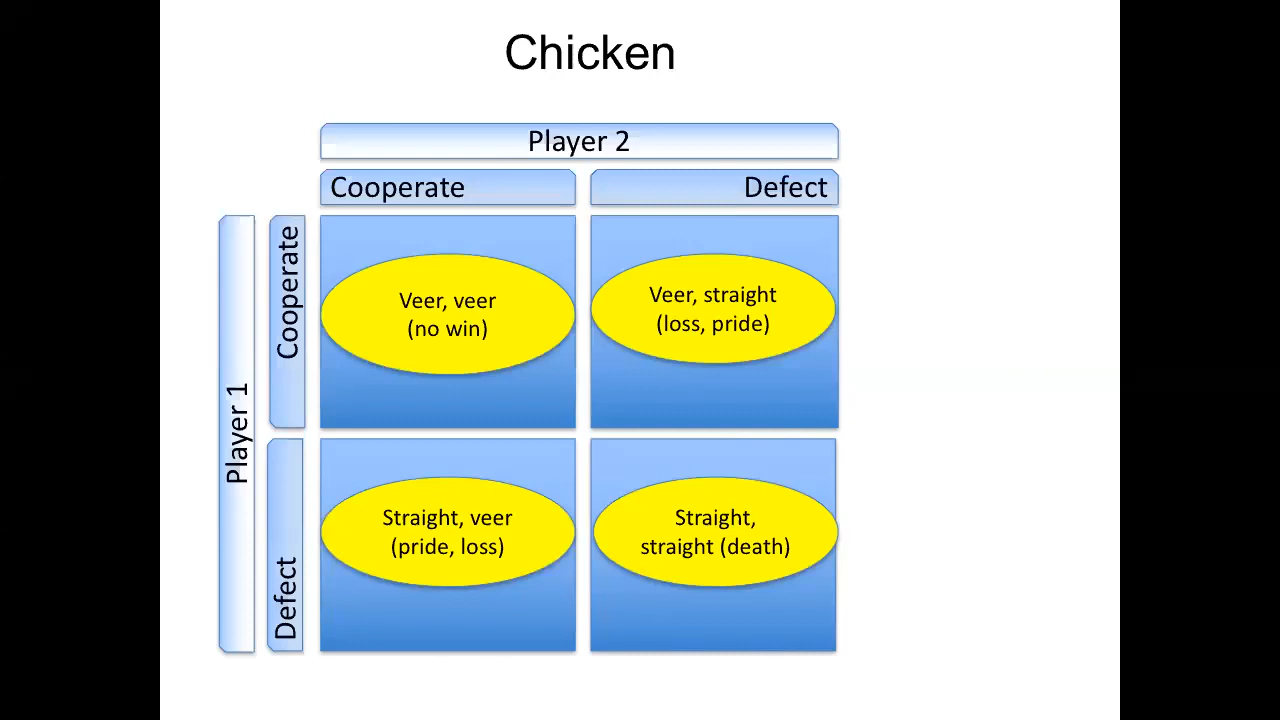 Chicken
Player 2
Cooperate
Defect
Player 1
Cooperate
Veer, veer
(no win)
Veer, straight
(loss, pride)
Defect
Straight, veer
(pride, loss)
Straight,
straight (death)